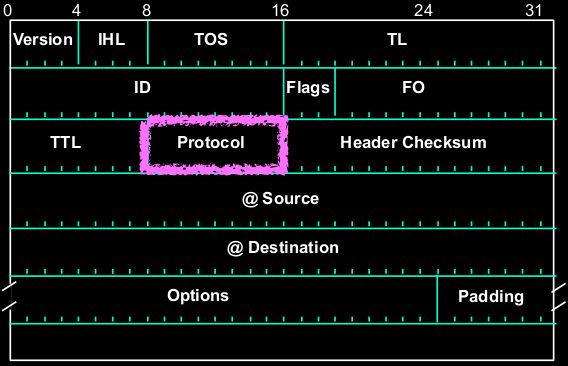 0 4 8 16 24 31
Version IHL TOS TL
ID Flags FO
TTL Protocol Header Checksum
@ Source
@ Destination
Options Padding